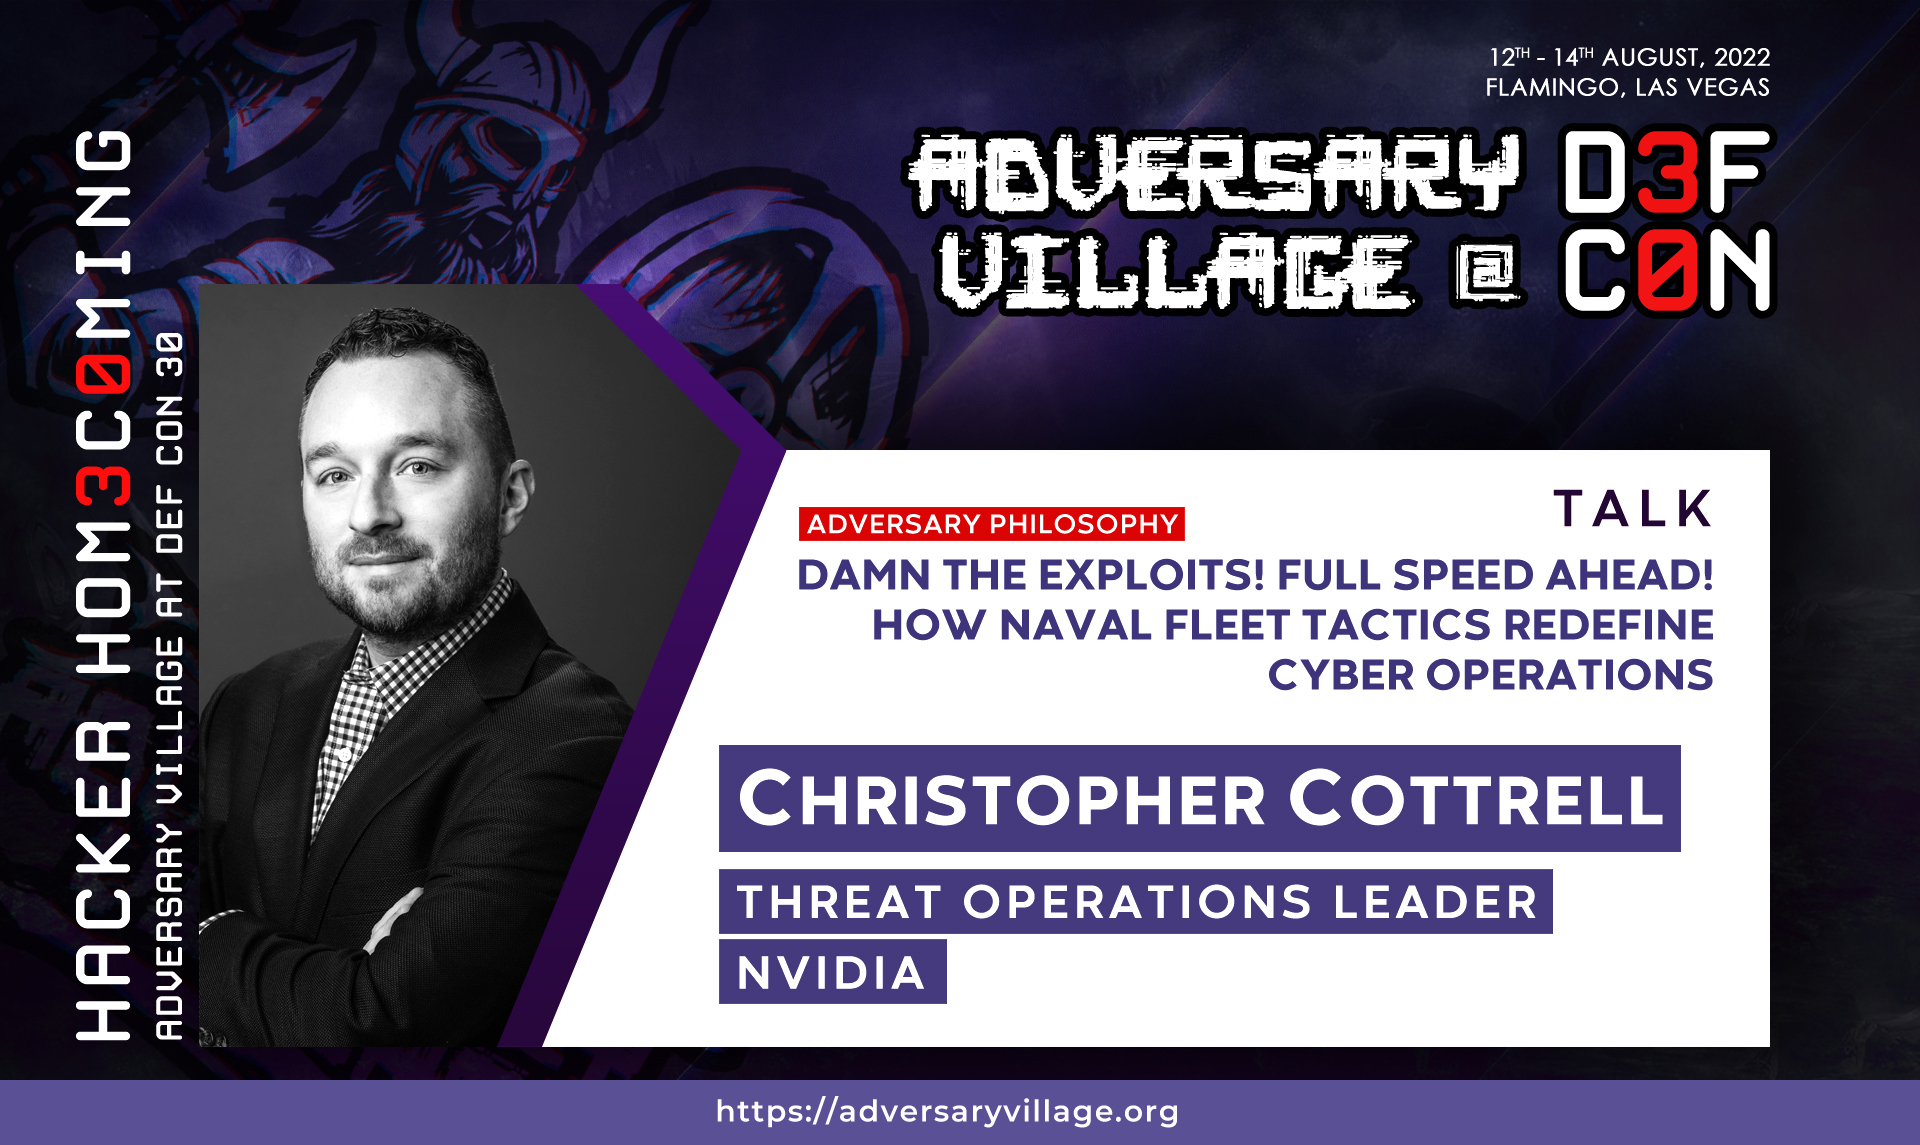 12TH - 14TH AUGUST, 2022
FLAMINGO, LAS VEGAS
ADVERSARY D3F
VILLAGE @ C0N
HACKER HOM3C0MING
ADVERSARY VILLAGE AT DEF CON 30
TALK
ADVERSARY PHILOSOPHY
DAMN THE EXPLOITS! FULL SPEED AHEAD!
HOW NAVAL FLEET TACTICS REDEFINE
CYBER OPERATIONS
CHRISTOPHER COTTRELL
THREAT OPERATIONS LEADER
NVIDIA
https://adversaryvillage.org